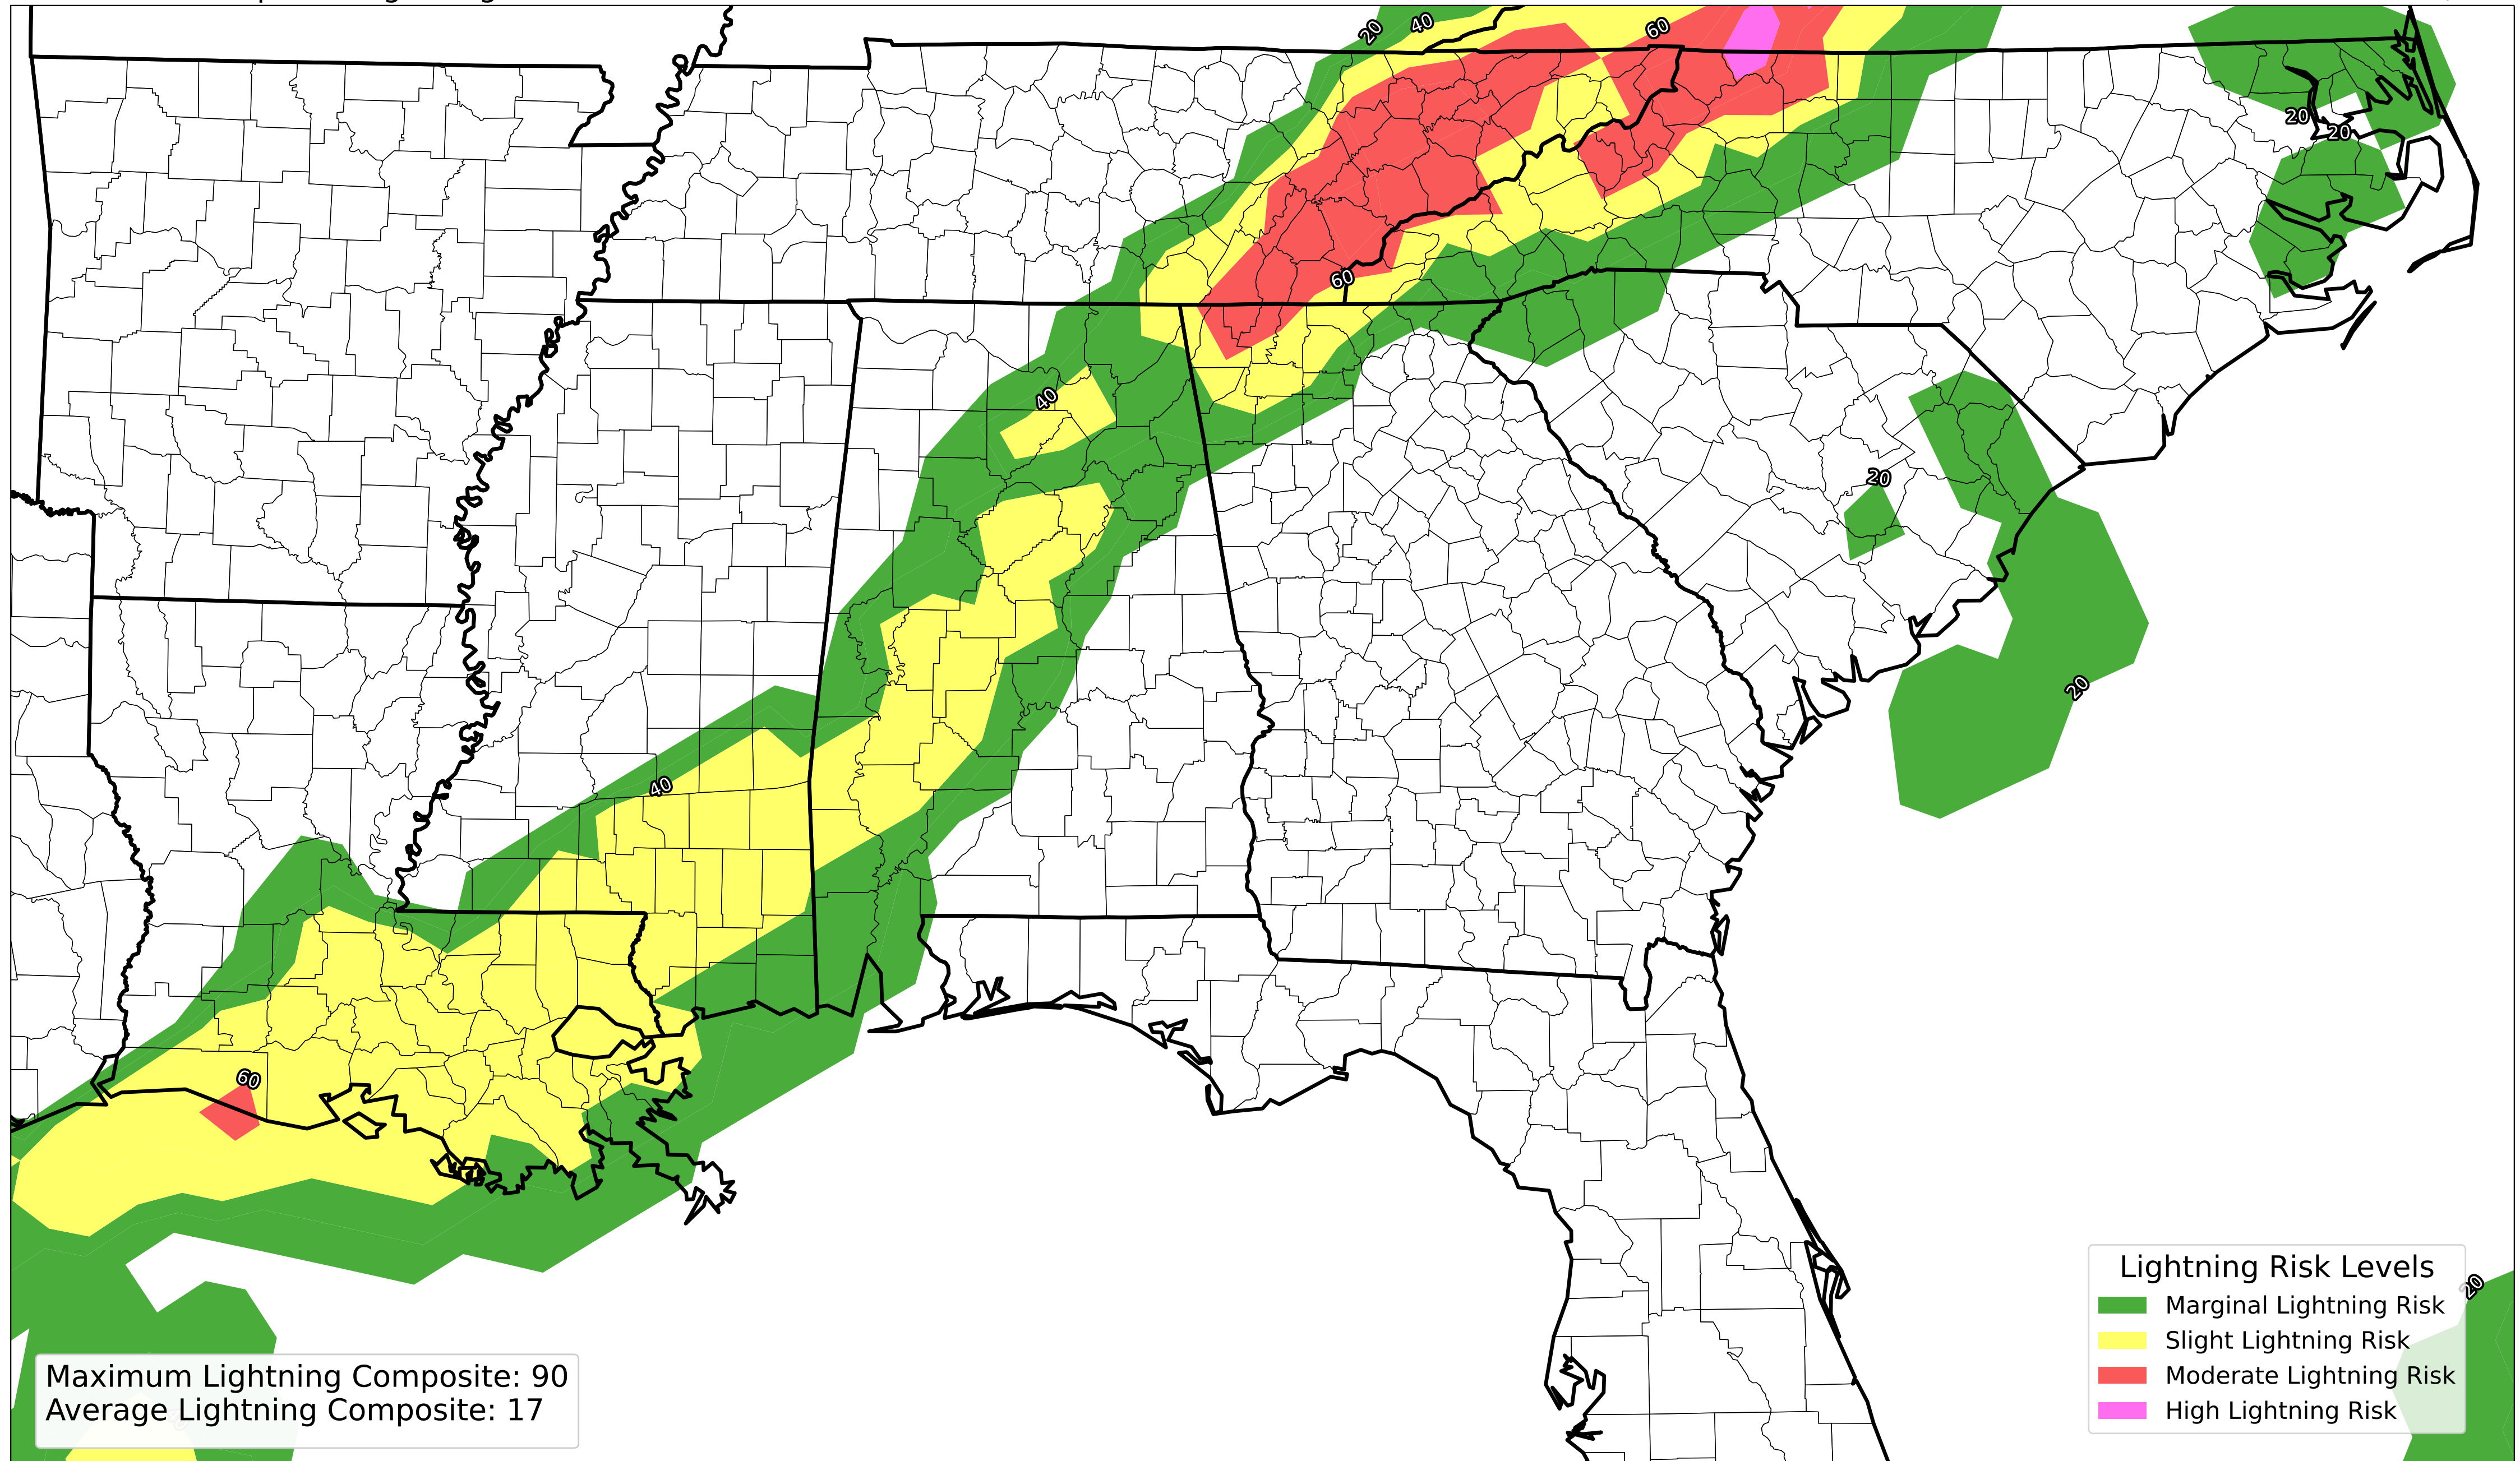 20
40
60
20
20
60
40
20
20
40
60
Lightning Risk Levels
20
Marginal Lightning Risk
Slight Lightning Risk
Moderate Lightning Risk
High Lightning Risk
Maximum Lightning Composite: 90
Average Lightning Composite: 17